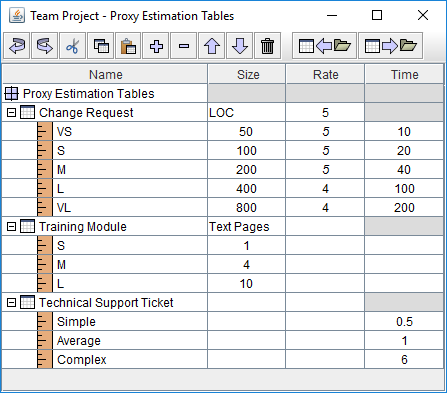 Team Project - Proxy Estimation Tables
Name Size Rate Time
Proxy Estimation Tables
Change Request LOC 5
VS 50 5 10
S 100 5 20
M 200 5 40
L 400 4 100
VL 800 4 200
Training Module Text Pages
S 1
M 4
L 10
Technical Support Ticket
Simple 0.5
Average 1
Complex 6